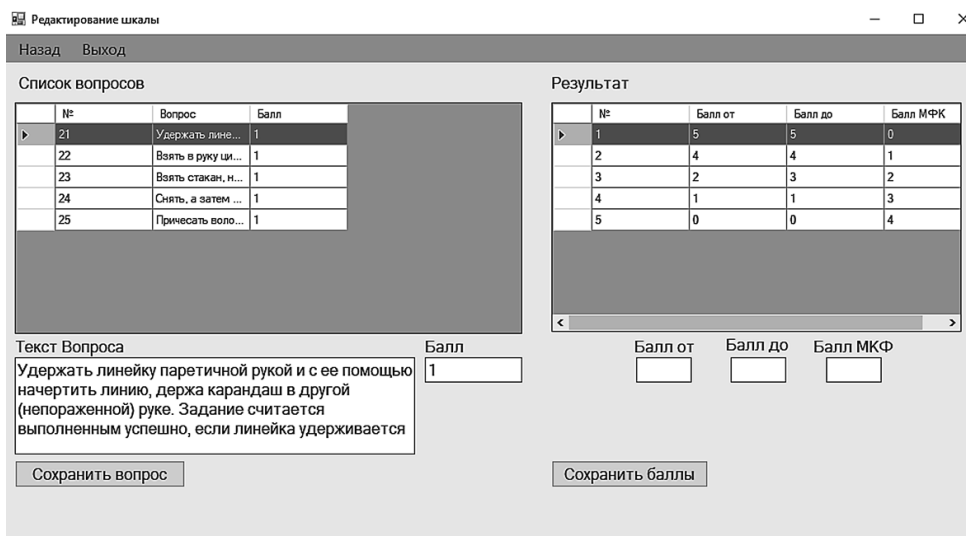 Редактирование шкалы
Назад Выход
Список вопросов
№ Вопрос Балл
21 Удержать лине... 1
22 Взять в руку ци... 1
23 Взять стакан, н... 1
24 Снять, а затем ... 1
25 Причесать воло... 1
Текст Вопроса Балл
Удержать линейку паретичной рукой и с ее помощью 1
начертить линию, держа карандаш в другой
(непораженной) руке. Задание считается
выполненным успешно, если линейка удерживается
Сохранить вопрос
Результат
№ Балл от Балл до Балл МФК
1 5 5 0
2 4 4 1
3 2 3 2
4 1 1 3
5 0 0 4
Балл от Балл до Балл МКФ
Сохранить баллы